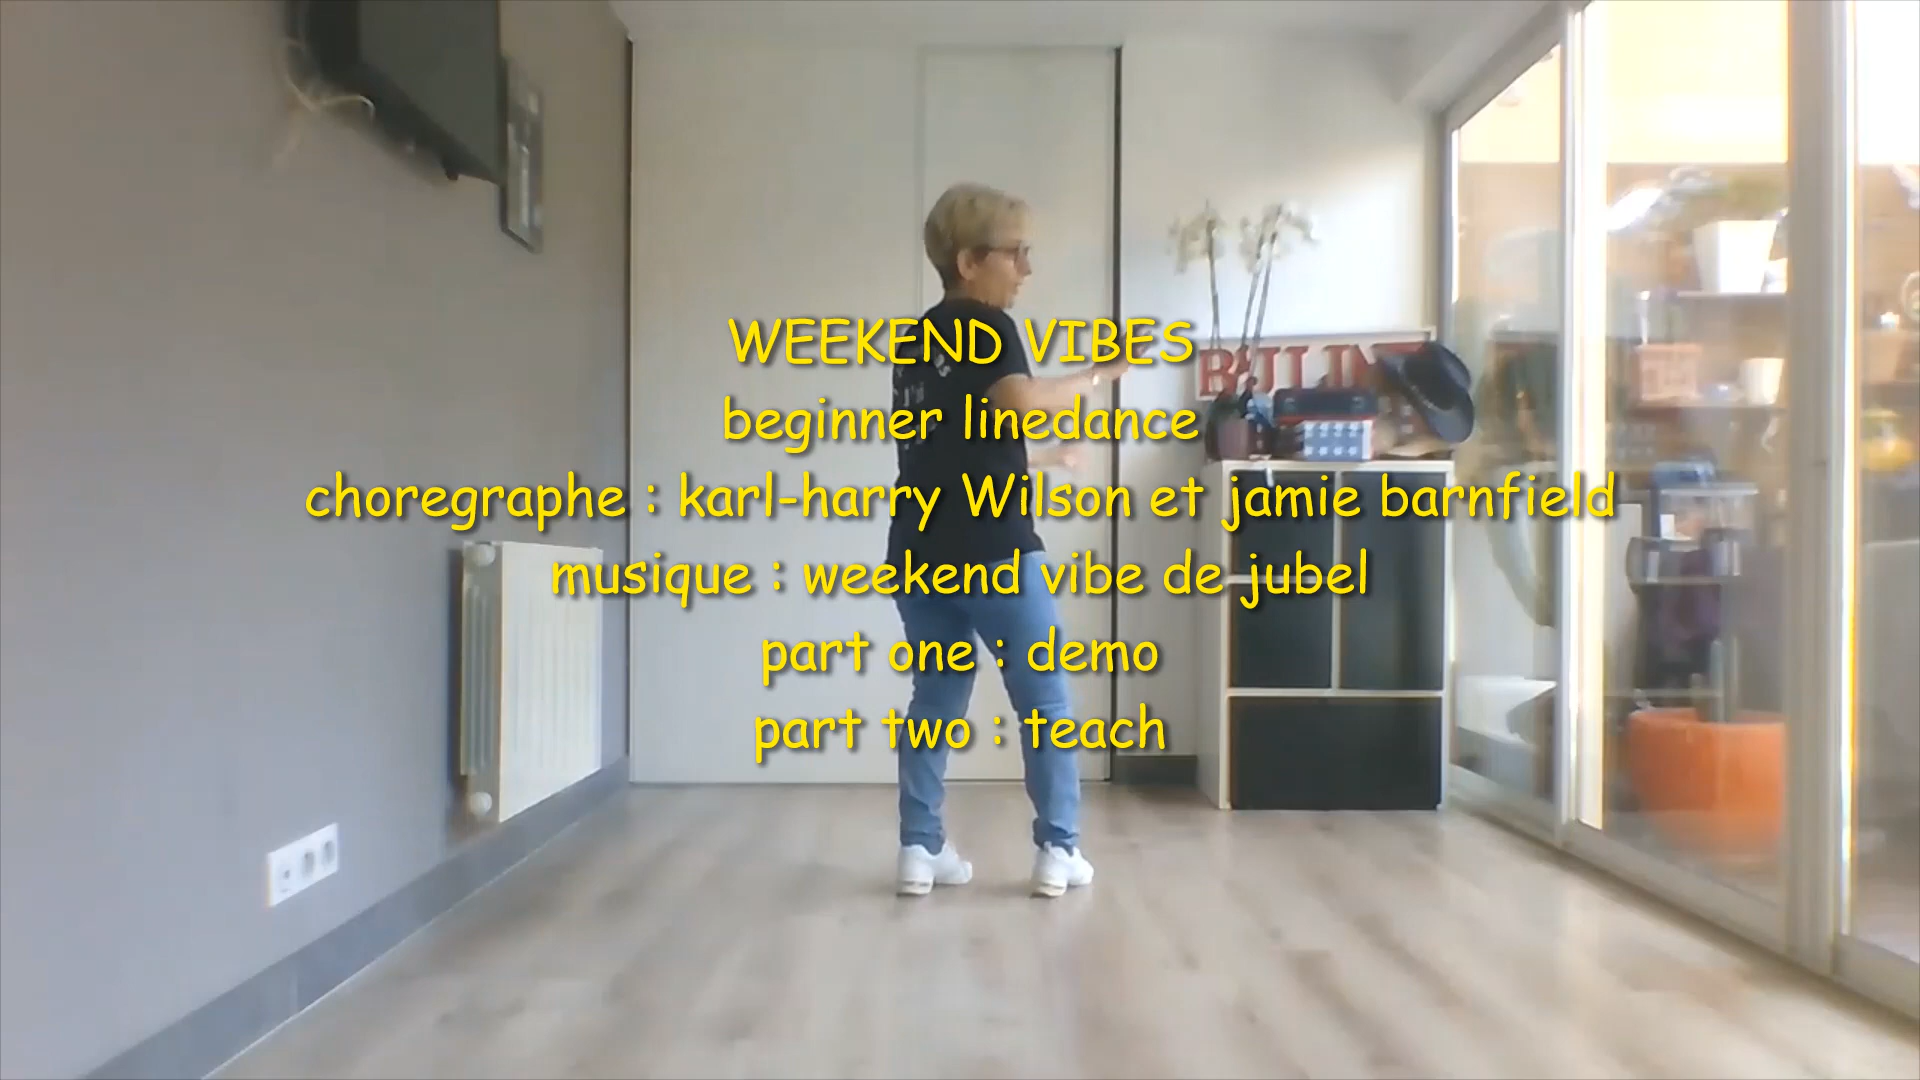 WEEKEND VIBES
beginner linedance
choregraphe : karl-harry Wilson et jamie barnfield
musique : weekend vibe de jubel
part one : demo
part two : teach